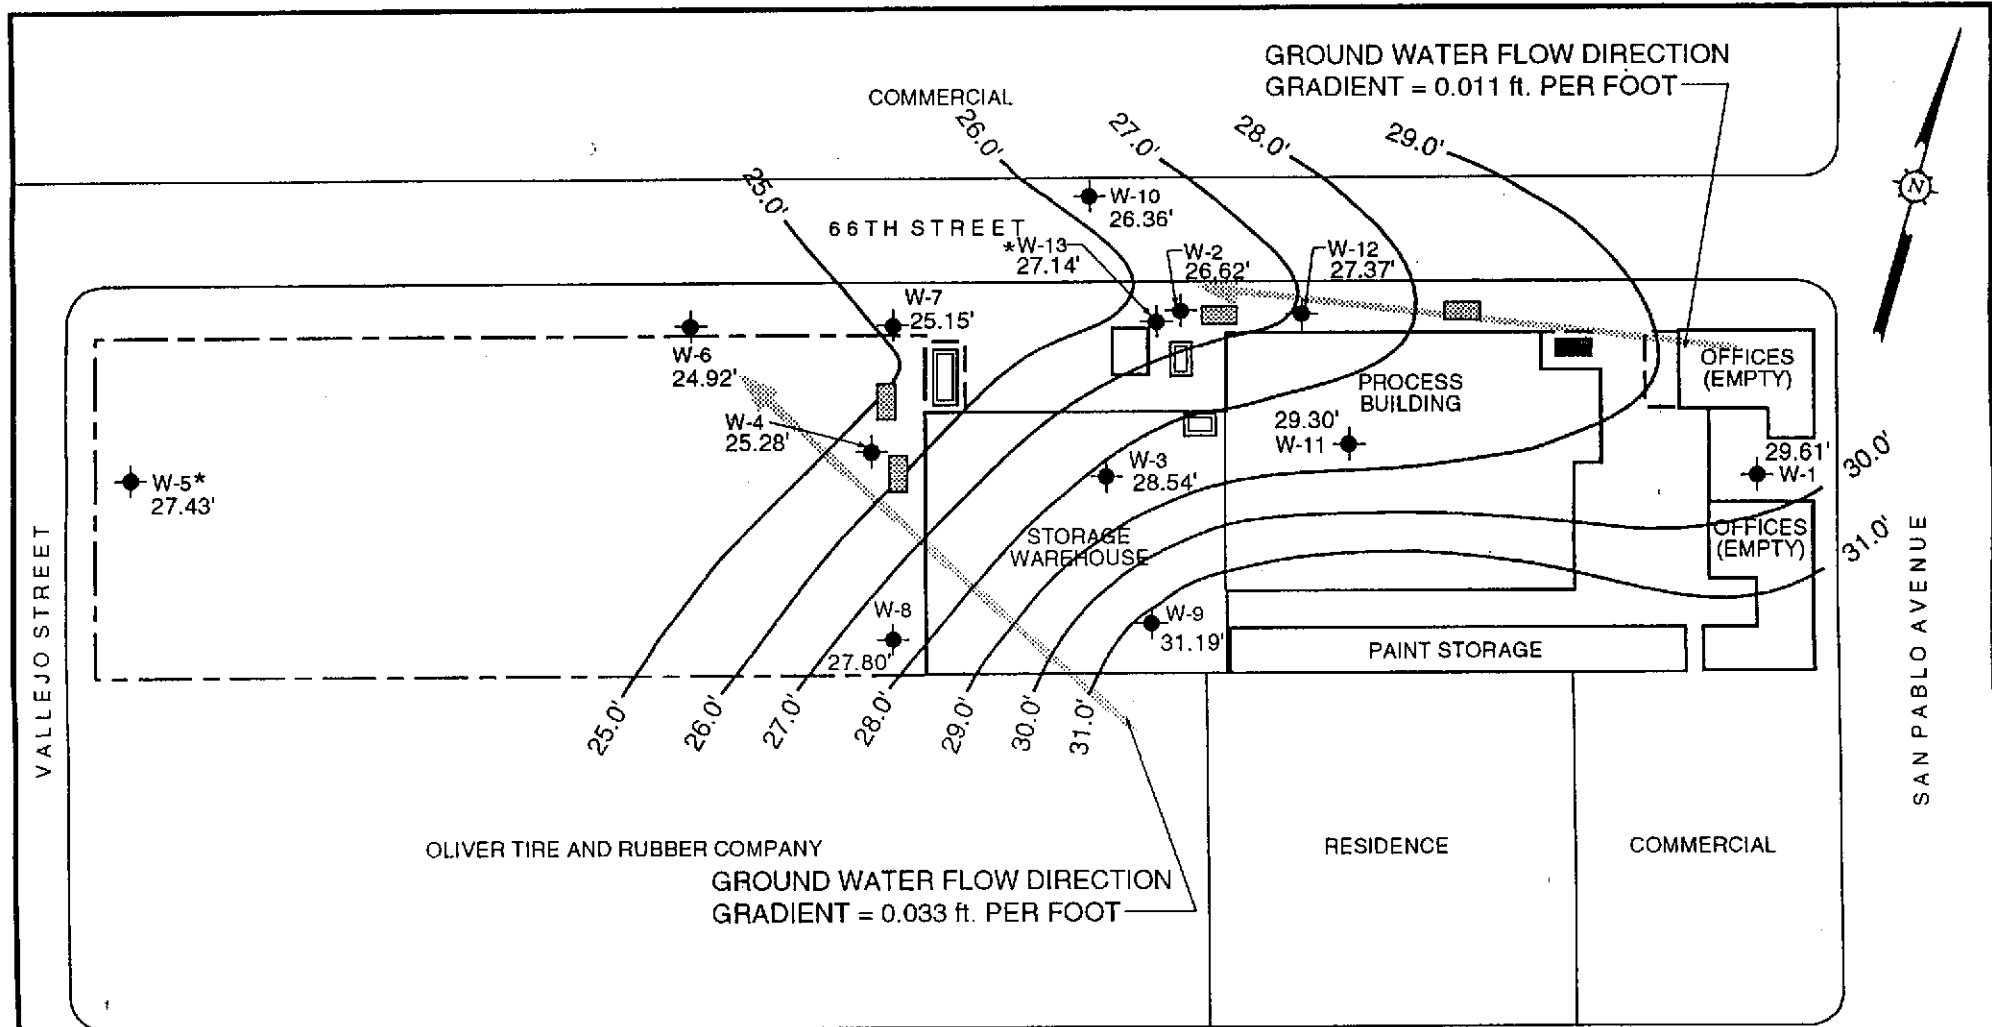 GROUND WATER FLOW DIRECTION
GRADIENT = 0.011 ft. PER FOOT
COMMERCIAL
26.0'
27.0'
28.0'
29.0'
25.0'
N
W-10
26.36'
66TH STREET
*W-13
27.14'
W-2
26.62'
W-12
27.37'
W-7
25.15'
W-6
24.92'
OFFICES
(EMPTY)
PROCESS
BUILDING
W-4
25.28'
29.30'
W-11
W-3
28.54'
29.61'
W-1
30.0'
W-5*
27.43'
STORAGE
WAREHOUSE
OFFICES
(EMPTY)
31.0'
W-8
27.80'
W-9
31.19'
PAINT STORAGE
VALLEJO STREET
SAN PABLO AVENUE
25.0'
26.0'
27.0'
28.0'
29.0'
30.0'
31.0'
OLIVER TIRE AND RUBBER COMPANY
RESIDENCE
COMMERCIAL
GROUND WATER FLOW DIRECTION
GRADIENT = 0.033 ft. PER FOOT